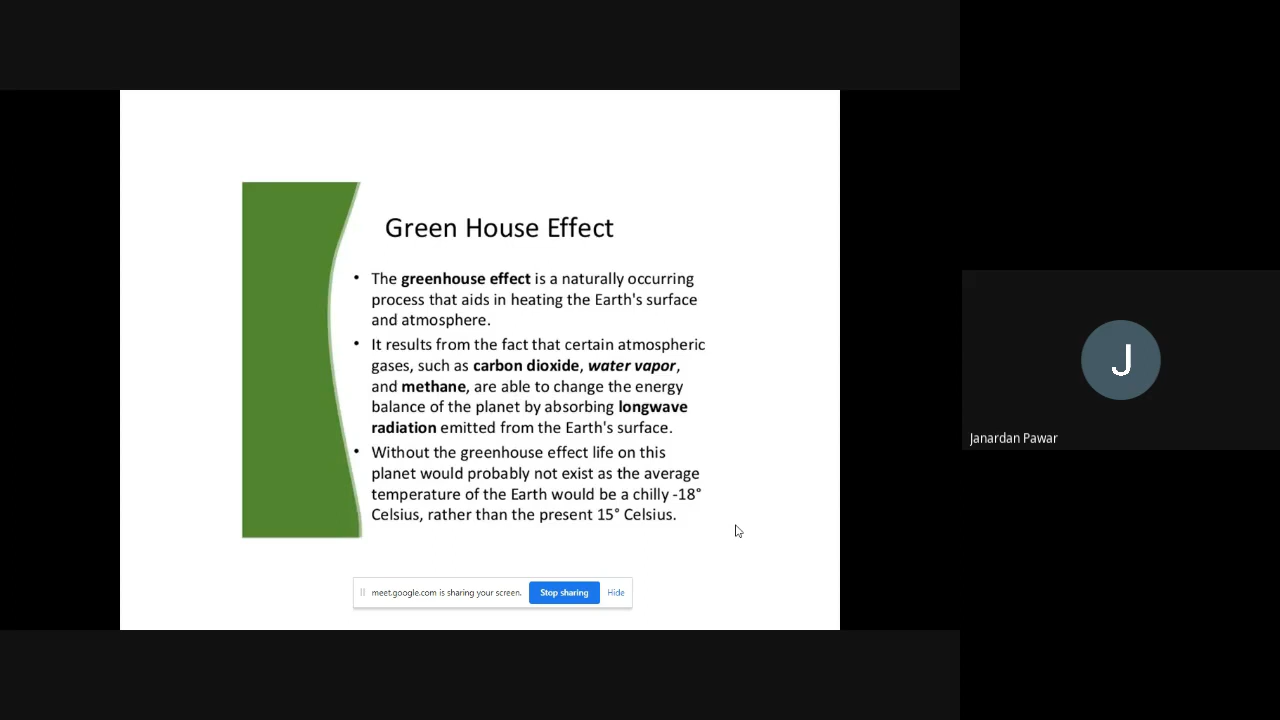 Green House Effect
• The greenhouse effect is a naturally occurring
process that aids in heating the Earth's surface
and atmosphere.
• It results from the fact that certain atmospheric
gases, such as carbon dioxide, water vapor,
and methane, are able to change the energy
balance of the planet by absorbing longwave
radiation emitted from the Earth's surface.
• Without the greenhouse effect life on this
planet would probably not exist as the average
temperature of the Earth would be a chilly -18°
Celsius, rather than the present 15° Celsius.
meet.google.com is sharing your screen. Stop sharing Hide
J
Janardan Pawar